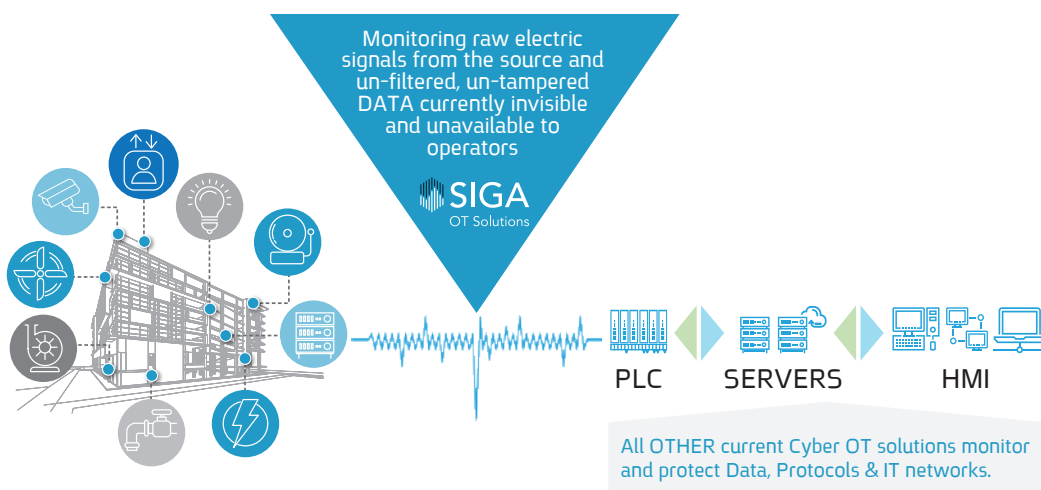 Monitoring raw electric
signals from the source and
un-filtered, un-tampered
DATA currently invisible
and unavailable to
operators
SIGA
OT Solutions
PLC
SERVERS
HMI
All OTHER current Cyber OT solutions monitor
and protect Data, Protocols & IT networks.